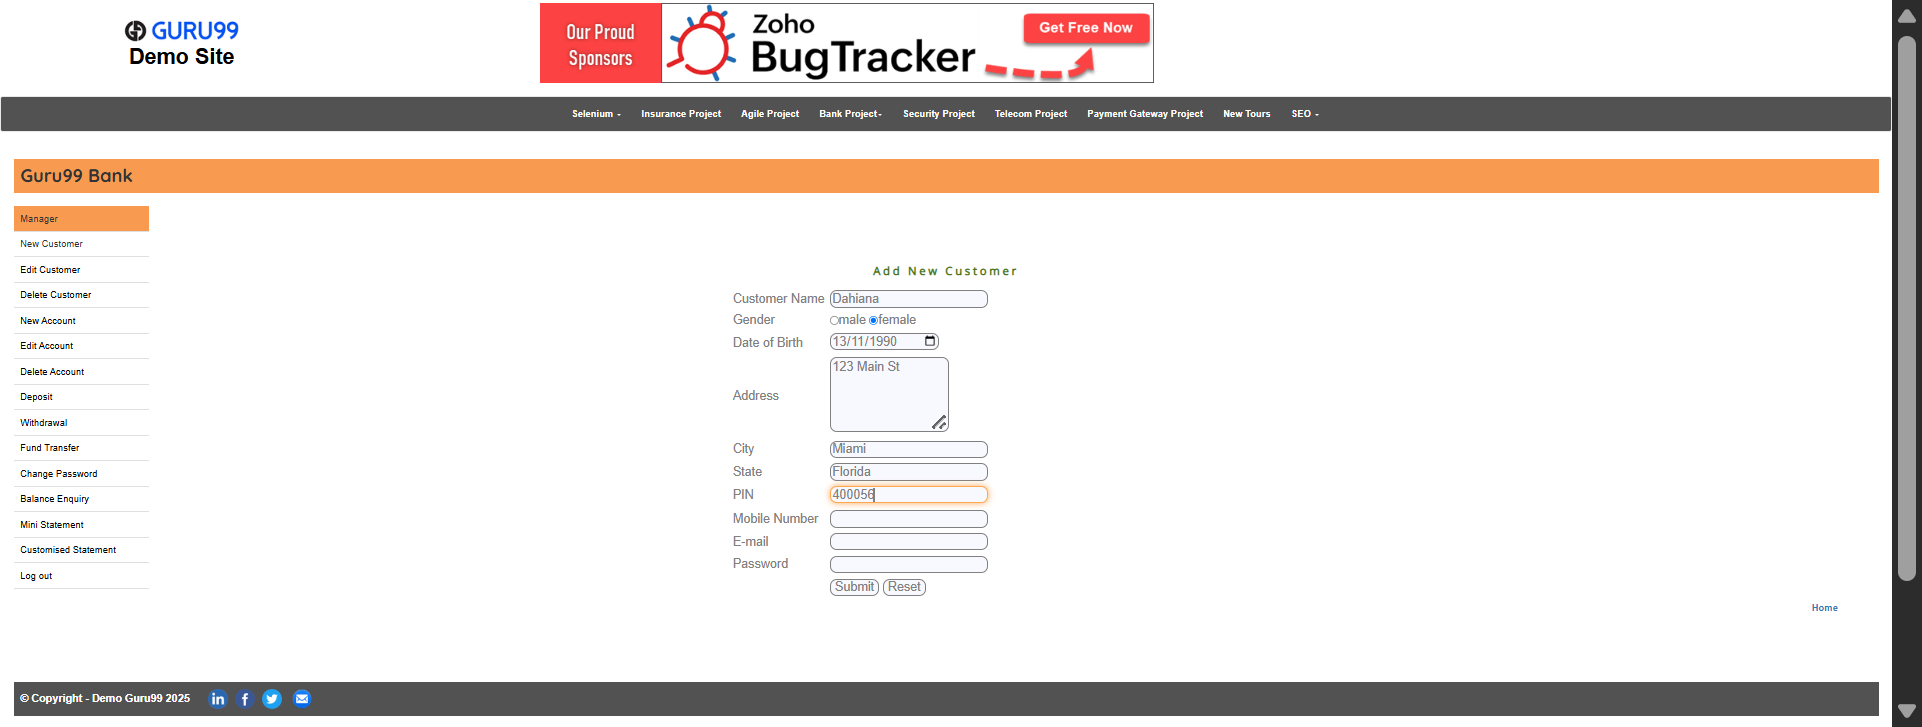 GURU99
Demo Site
Our Proud
Sponsors
Zoho
BugTracker
Get Free Now
Selenium
Insurance Project
Agile Project
Bank Project
Security Project
Telecom Project
Payment Gateway Project
New Tours
SEO
Guru99 Bank
Manager
New Customer
Edit Customer
Delete Customer
New Account
Edit Account
Delete Account
Deposit
Withdrawal
Fund Transfer
Change Password
Balance Enquiry
Mini Statement
Customised Statement
Log out
Add New Customer
Customer Name Dahiana
Gender male female
Date of Birth 13/11/1990
Address 123 Main St
City Miami
State Florida
PIN 400056
Mobile Number
E-mail
Password
Submit Reset
Home
© Copyright - Demo Guru99 2025